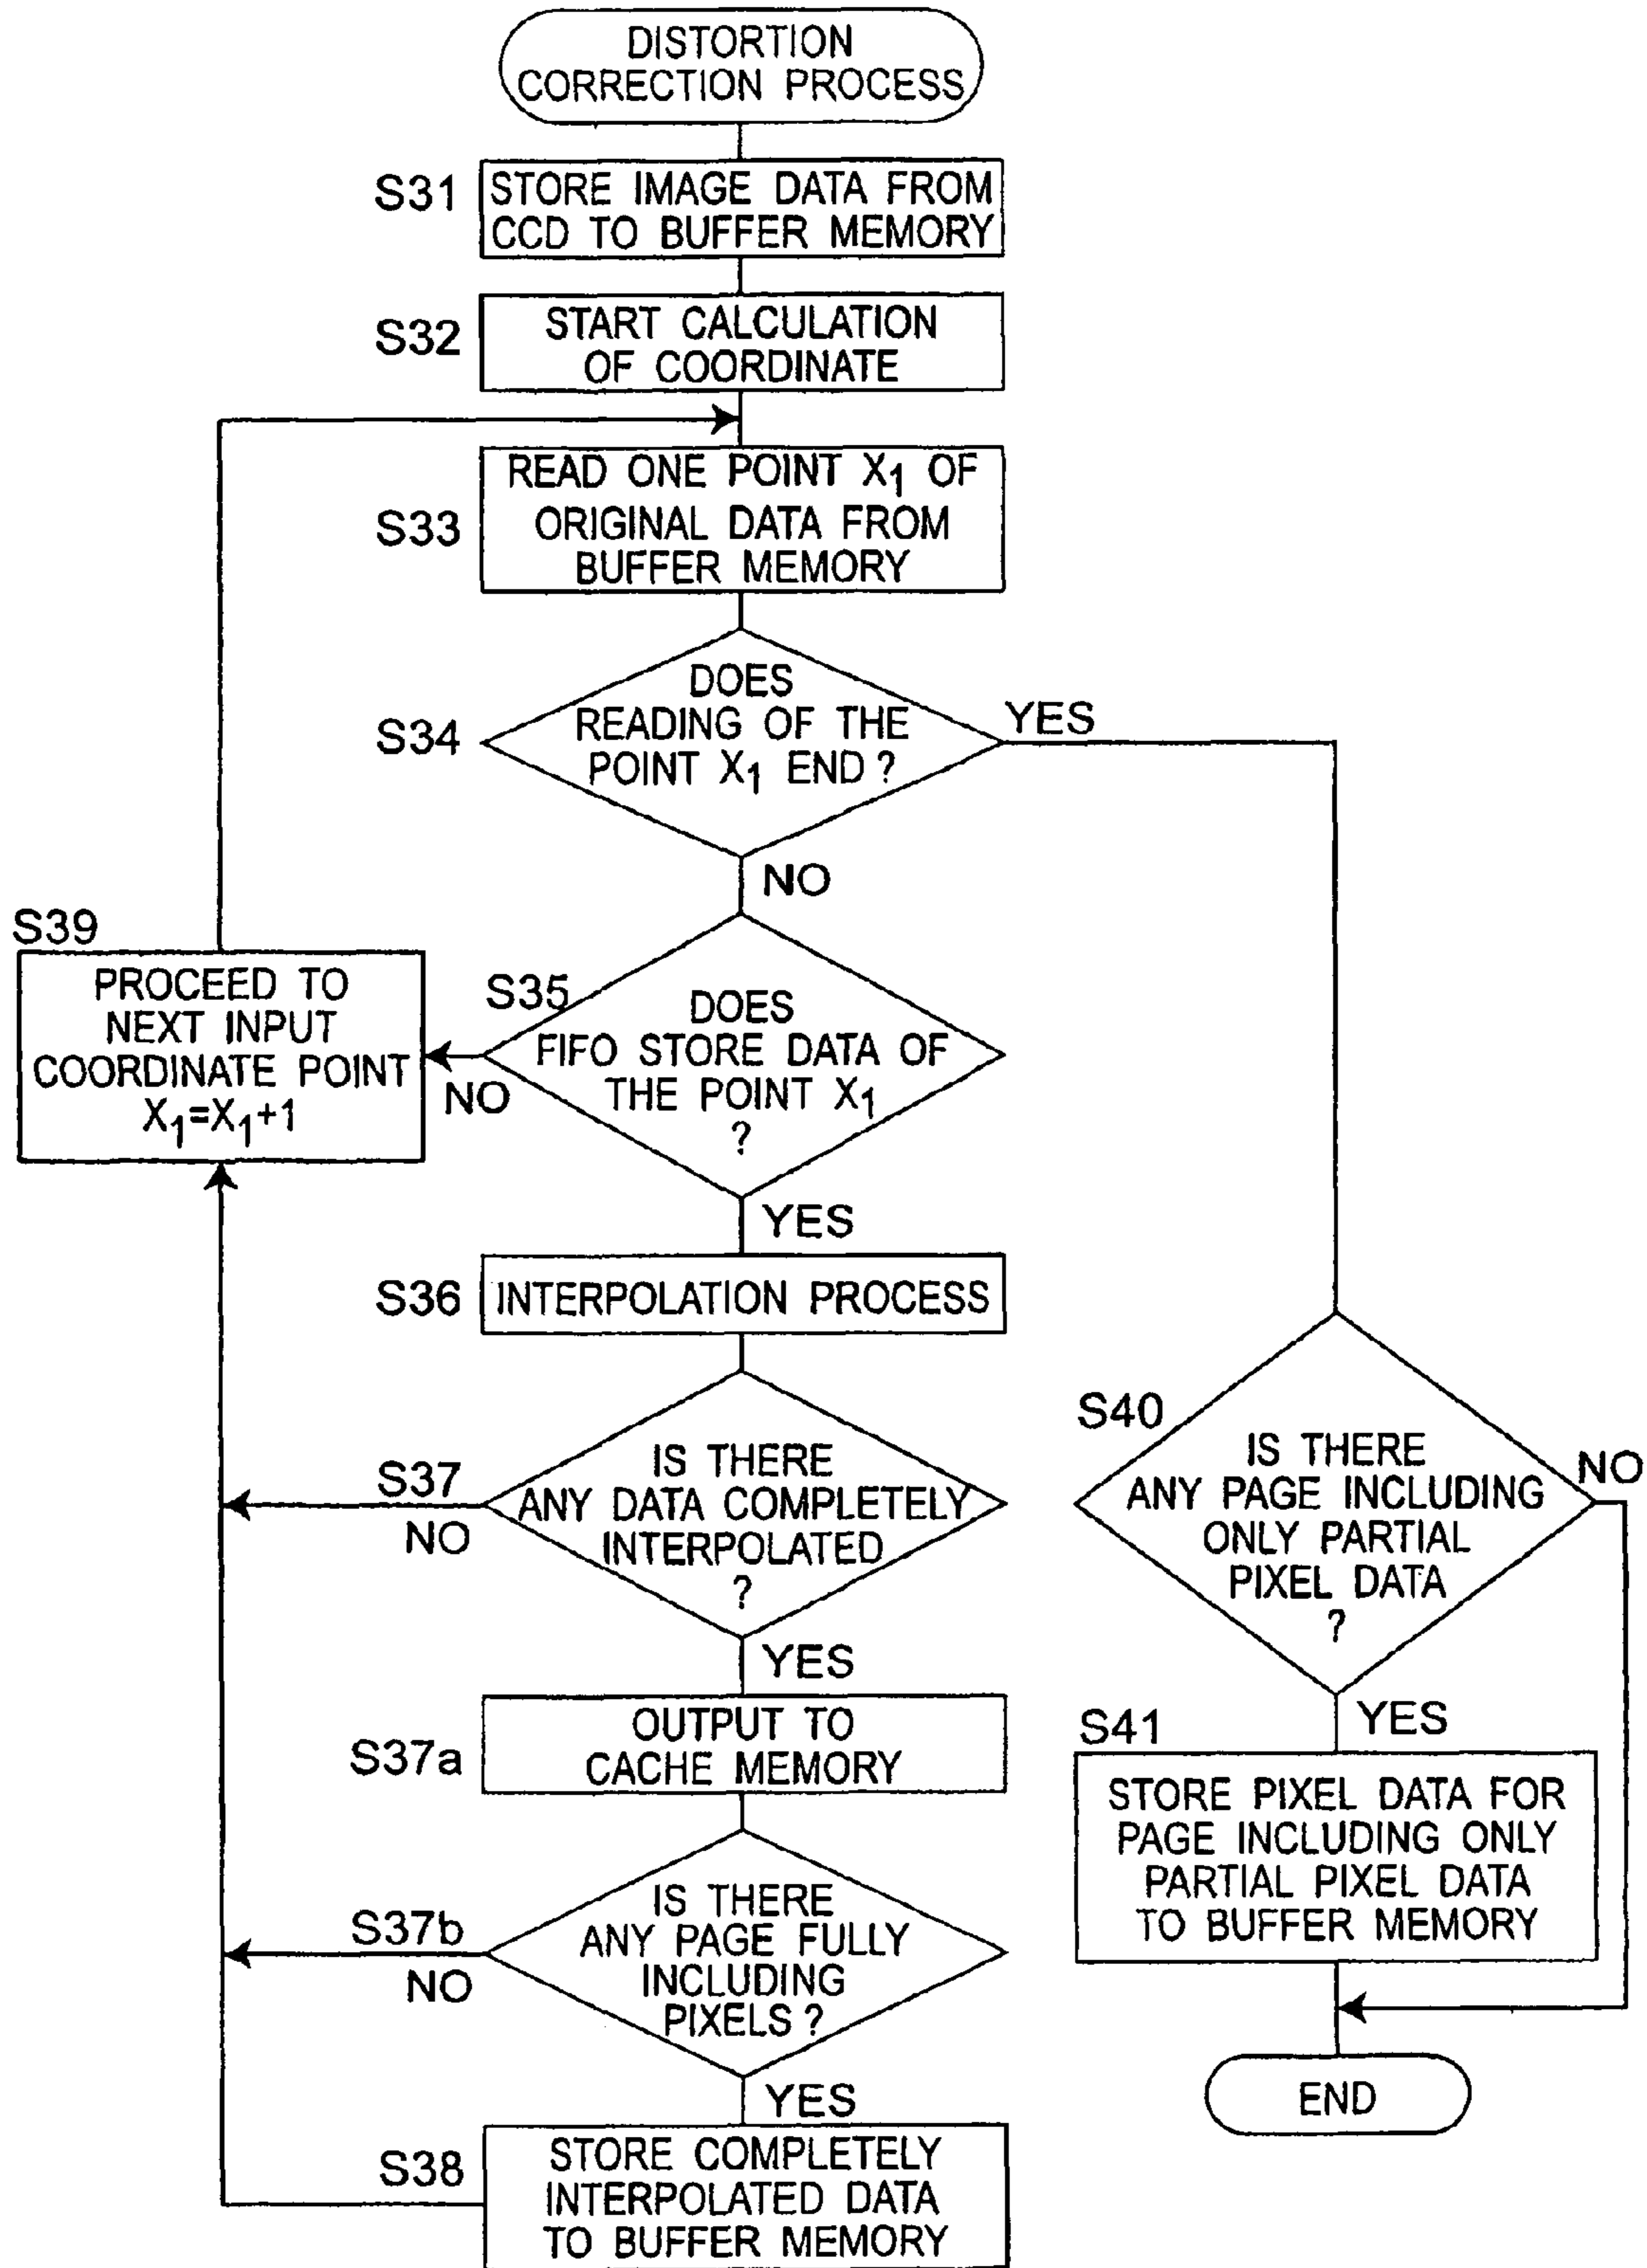 DISTORTION
CORRECTION PROCESS
S31
STORE IMAGE DATA FROM
CCD TO BUFFER MEMORY
S32
START CALCULATION
OF COORDINATE
S33
READ ONE POINT X1 OF
ORIGINAL DATA FROM
BUFFER MEMORY
S34
DOES
READING OF THE
POINT X1 END ?
YES
NO
S35
DOES
FIFO STORE DATA OF
THE POINT X1
?
NO
YES
S39
PROCEED TO
NEXT INPUT
COORDINATE POINT
X1=X1+1
S36
INTERPOLATION PROCESS
S37
IS THERE
ANY DATA COMPLETELY
INTERPOLATED
?
NO
YES
S37a
OUTPUT TO
CACHE MEMORY
S37b
IS THERE
ANY PAGE FULLY
INCLUDING
PIXELS ?
NO
YES
S38
STORE COMPLETELY
INTERPOLATED DATA
TO BUFFER MEMORY
S40
IS THERE
ANY PAGE INCLUDING
ONLY PARTIAL
PIXEL DATA
?
NO
YES
S41
STORE PIXEL DATA FOR
PAGE INCLUDING ONLY
PARTIAL PIXEL DATA
TO BUFFER MEMORY
END